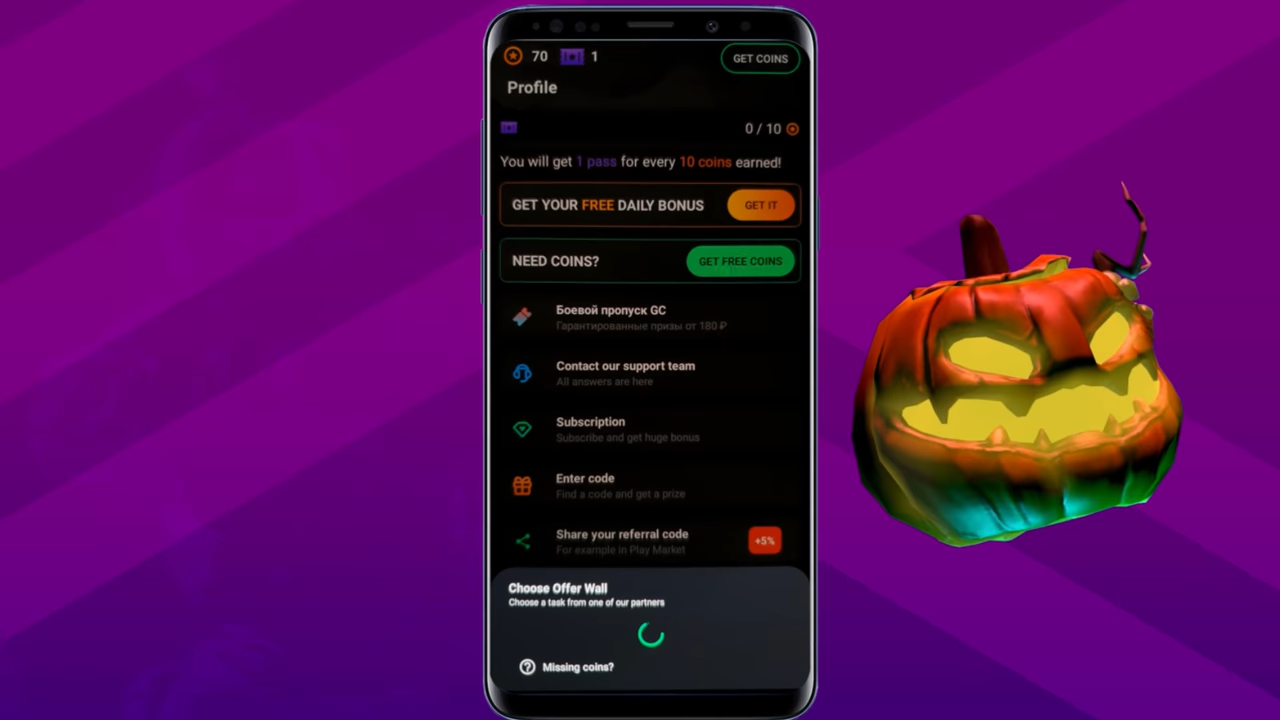 70 1 GET COINS
Profile
0 / 10
You will get 1 pass for every 10 coins earned!
GET YOUR FREE DAILY BONUS GET IT
NEED COINS? GET FREE COINS
Боевой пропуск GC
Гарантированные призы от 180 ₽
Contact our support team
All answers are here
Subscription
Subscribe and get huge bonus
Enter code
Find a code and get a prize
Share your referral code
For example in Play Market
+5%
Choose Offer Wall
Choose a task from one of our partners
Missing coins?